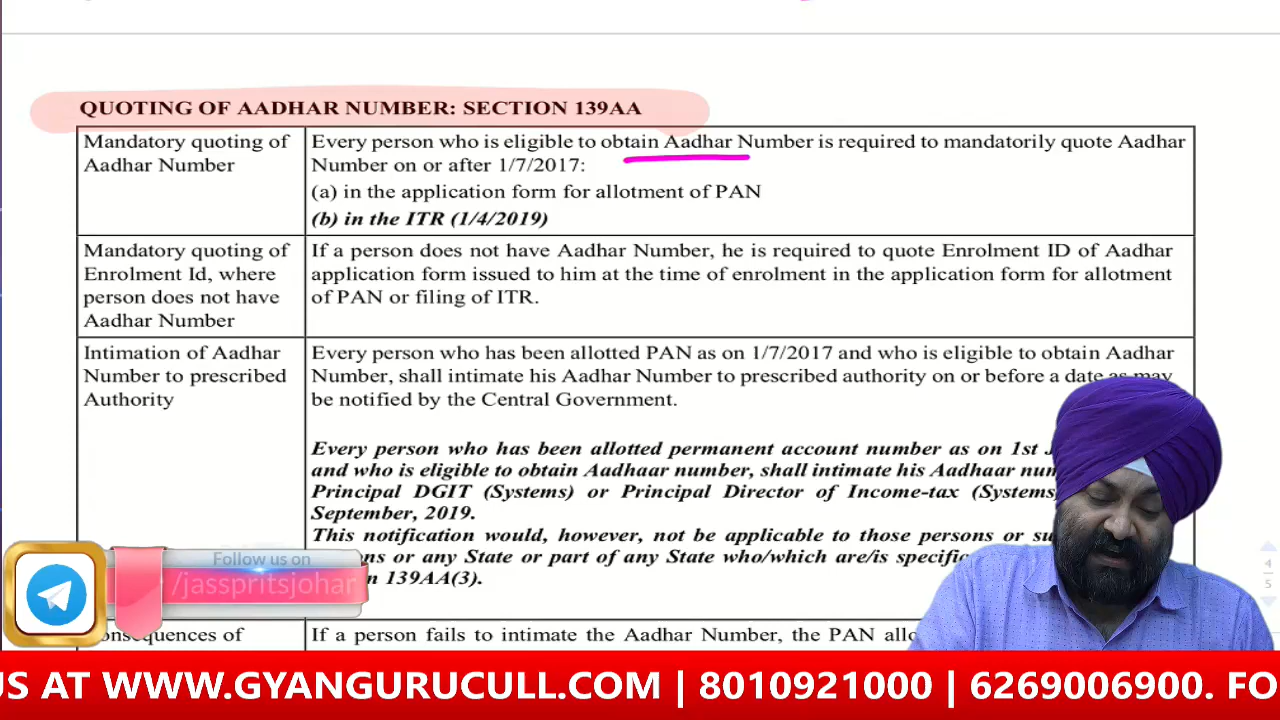 QUOTING OF AADHAR NUMBER: SECTION 139AA
Mandatory quoting of
Aadhar Number
Every person who is eligible to obtain Aadhar Number is required to mandatorily quote Aadhar
Number on or after 1/7/2017:
(a) in the application form for allotment of PAN
(b) in the ITR (1/4/2019)
Mandatory quoting of
Enrolment Id, where
person does not have
Aadhar Number
If a person does not have Aadhar Number, he is required to quote Enrolment ID of Aadhar
application form issued to him at the time of enrolment in the application form for allotment
of PAN or filing of ITR.
Intimation of Aadhar
Number to prescribed
Authority
Every person who has been allotted PAN as on 1/7/2017 and who is eligible to obtain Aadhar
Number, shall intimate his Aadhar Number to prescribed authority on or before a date as may
be notified by the Central Government.
Every person who has been allotted permanent account number as on 1st
and who is eligible to obtain Aadhaar number, shall intimate his Aadhaar
Principal DGIT (Systems) or Principal Director of Income-tax (Systems
September, 2019.
This notification would, however, not be applicable to those persons or
or any State or part of any State who/which are/is
139AA(3).
Follow us on
/jasspritsjohar
of
If a person fails to intimate the Aadhar Number, the PAN
4
5
US AT WWW.GYANGURUCULL.COM | 8010921000 | 6269006900. FO